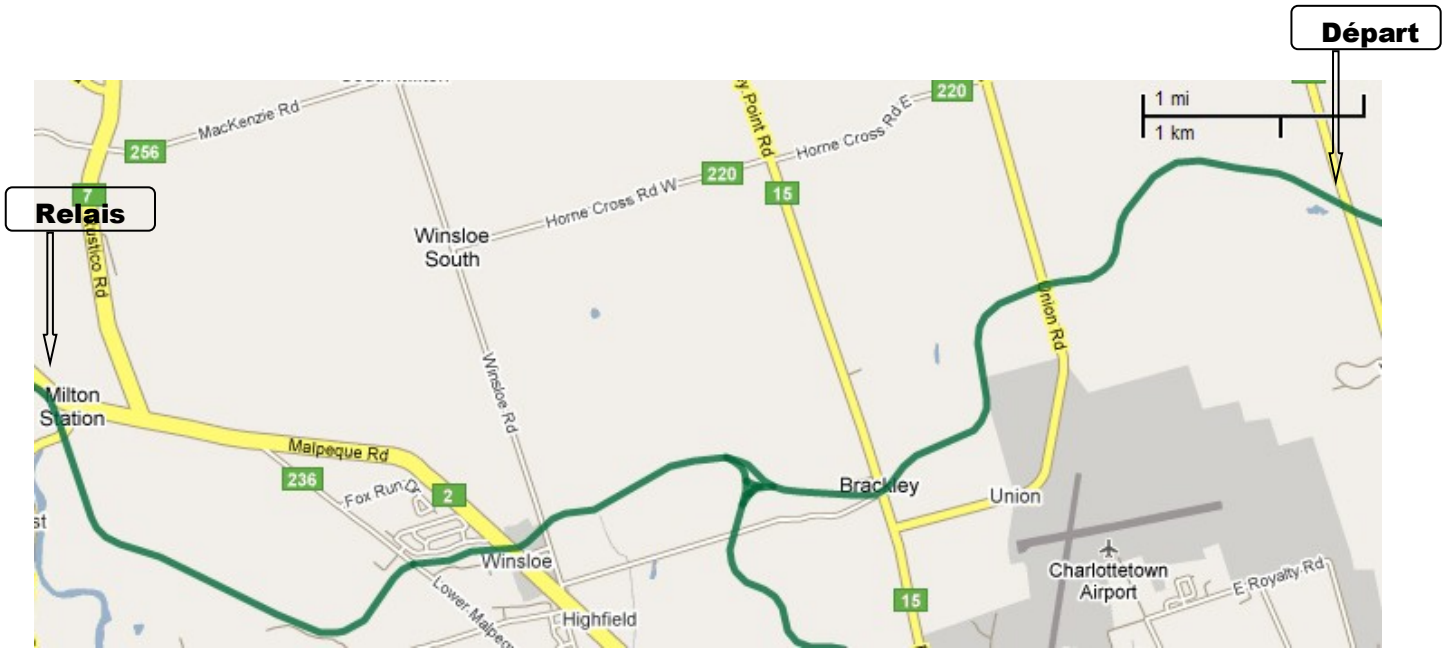 Départ
1 mi
1 km
220
MacKenzie Rd
y Point Rd
Horne Cross Rd E
256
220
7
15
Horne Cross Rd W
Relais
Winsloe
South
Rustico Rd
Union Rd
Winsloe Rd
Milton
Station
Malpeque Rd
236
Fox Run Dr
2
Brackley
Union
st
Winsloe
Charlottetown
Airport
E Royalty Rd
Lower Malpeq
15
Highfield